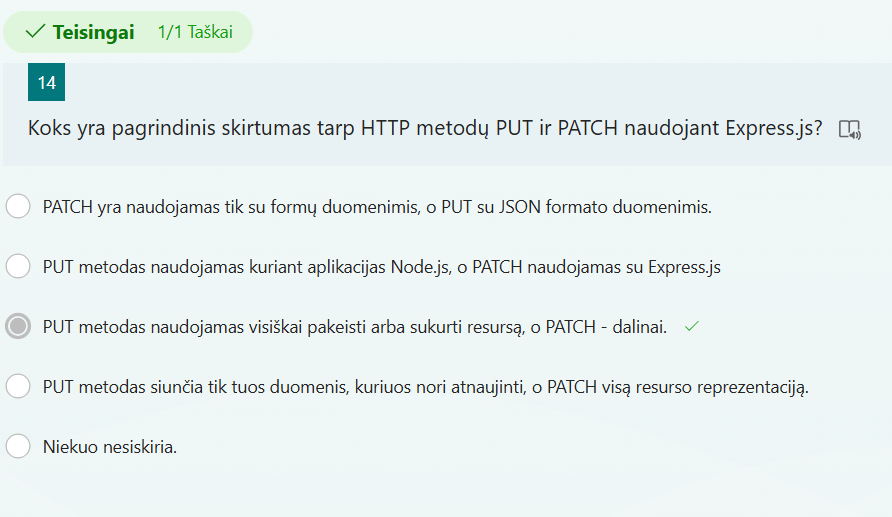 Teisingai 1/1 Taškai
14
Koks yra pagrindinis skirtumas tarp HTTP metodų PUT ir PATCH naudojant Express.js?
PATCH yra naudojamas tik su formų duomenimis, o PUT su JSON formato duomenimis.
PUT metodas naudojamas kuriant aplikacijas Node.js, o PATCH naudojamas su Express.js
PUT metodas naudojamas visiškai pakeisti arba sukurti resursą, o PATCH - dalinai.
PUT metodas siunčia tik tuos duomenis, kuriuos nori atnaujinti, o PATCH visą resurso reprezentaciją.
Niekuo nesiskiria.